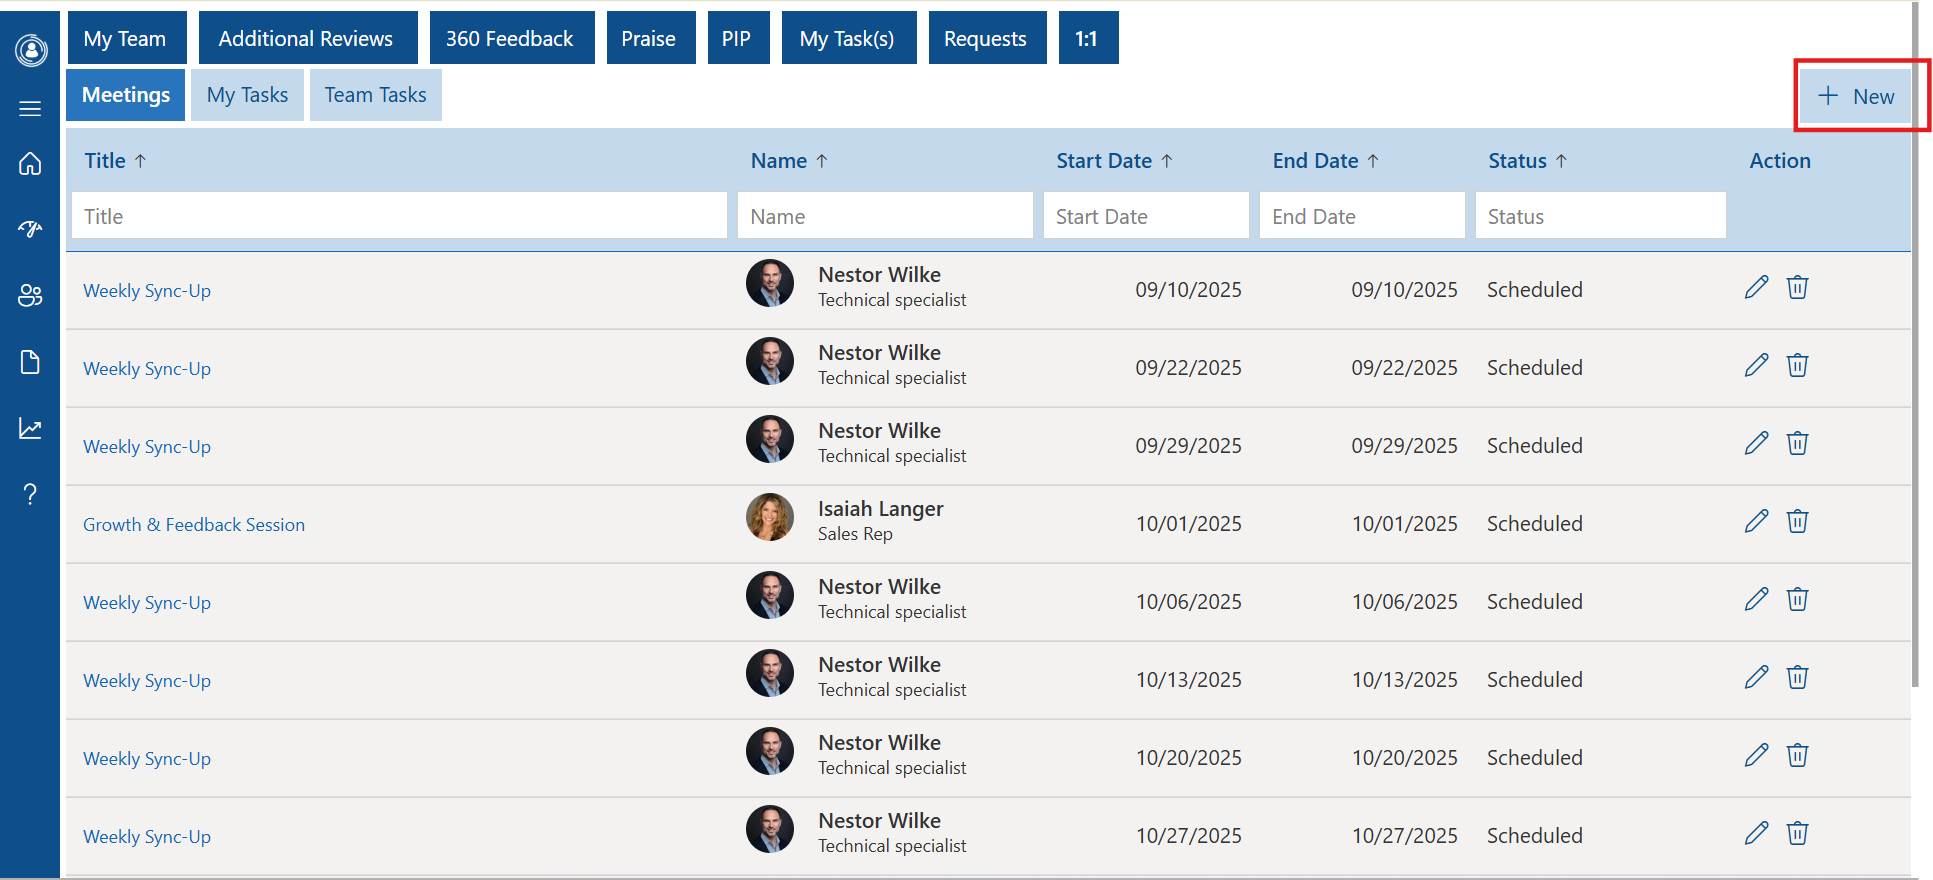 My Team Additional Reviews 360 Feedback Praise PIP My Task(s) Requests 1:1
Meetings My Tasks Team Tasks + New
Title ↑ Name ↑ Start Date ↑ End Date ↑ Status ↑ Action
Title Name Start Date End Date Status
Weekly Sync-Up Nestor Wilke 09/10/2025 09/10/2025 Scheduled
Technical specialist
Weekly Sync-Up Nestor Wilke 09/22/2025 09/22/2025 Scheduled
Technical specialist
Weekly Sync-Up Nestor Wilke 09/29/2025 09/29/2025 Scheduled
Technical specialist
Growth & Feedback Session Isaiah Langer 10/01/2025 10/01/2025 Scheduled
Sales Rep
Weekly Sync-Up Nestor Wilke 10/06/2025 10/06/2025 Scheduled
Technical specialist
Weekly Sync-Up Nestor Wilke 10/13/2025 10/13/2025 Scheduled
Technical specialist
Weekly Sync-Up Nestor Wilke 10/20/2025 10/20/2025 Scheduled
Technical specialist
Weekly Sync-Up Nestor Wilke 10/27/2025 10/27/2025 Scheduled
Technical specialist